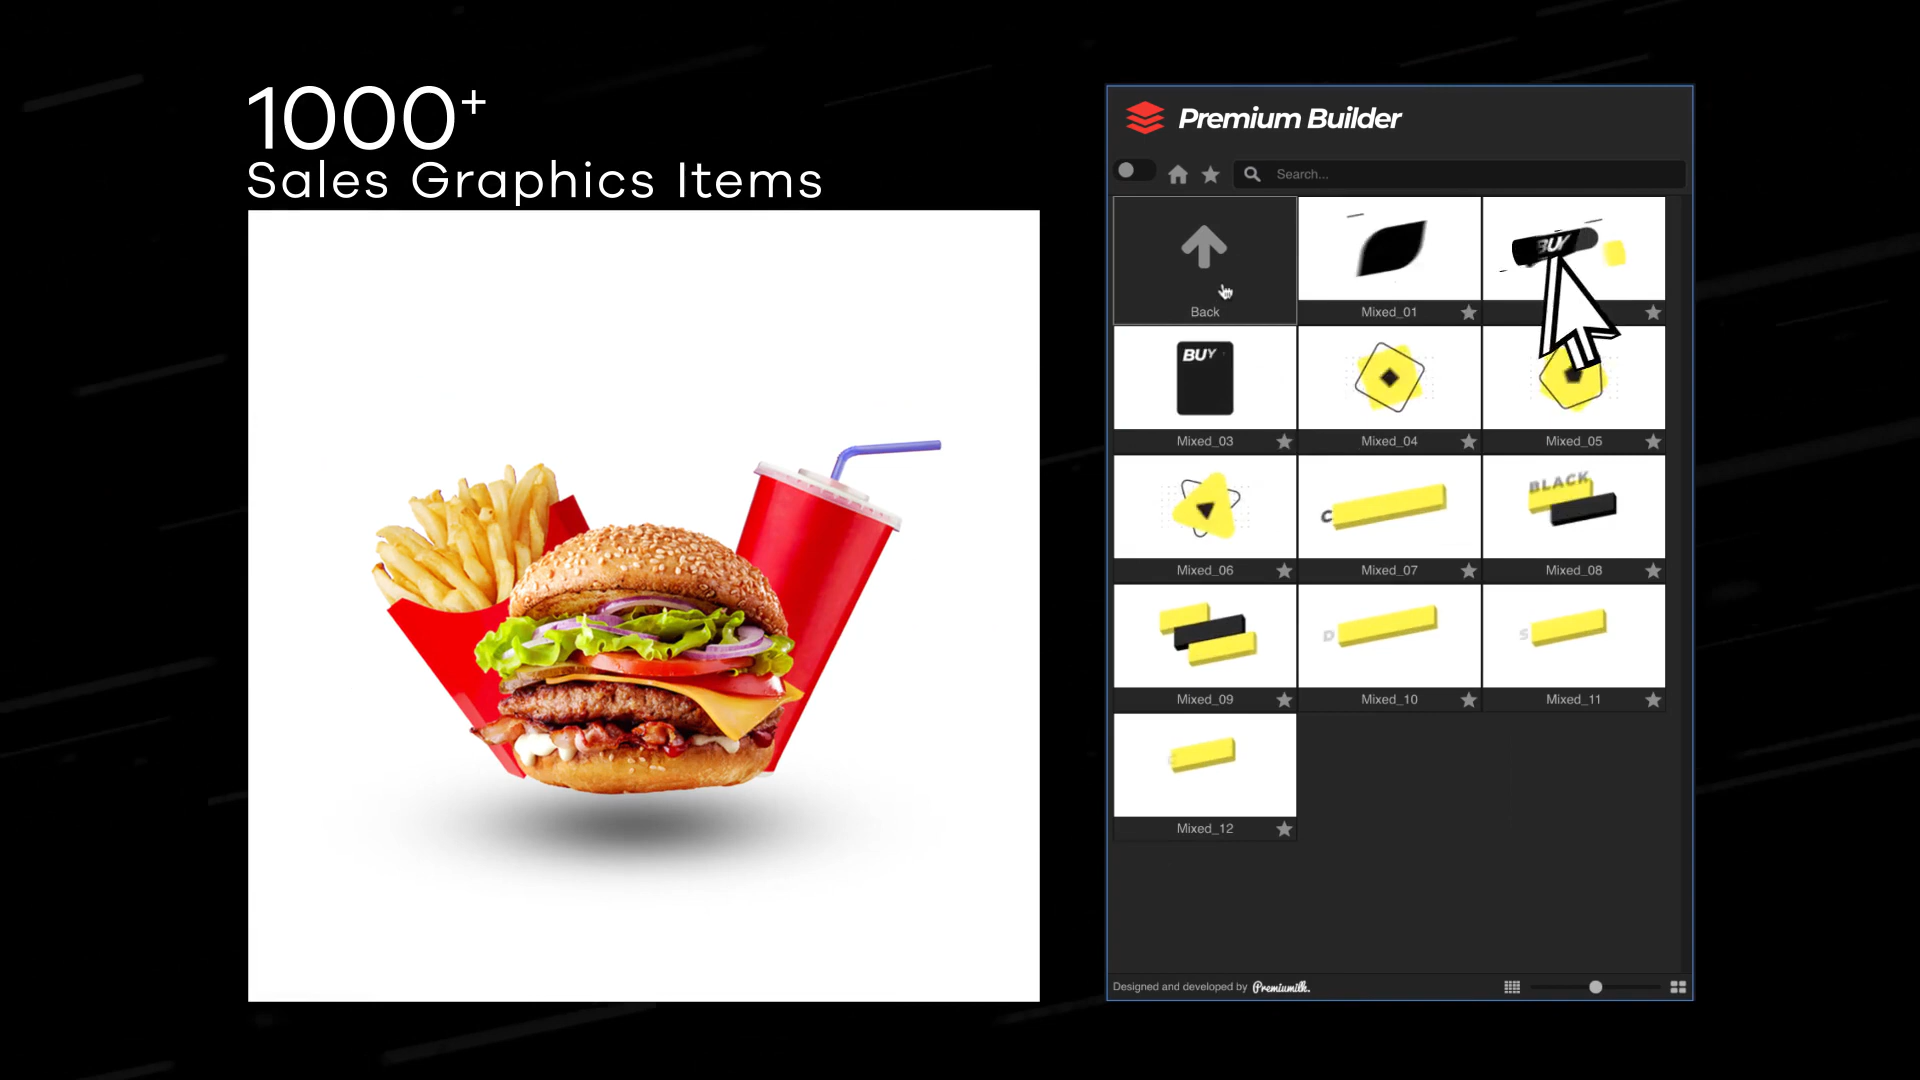 1000+
Sales Graphics Items
Premium Builder
Search...
BUY
Back
Mixed_01
BUY
Mixed_03
Mixed_04
Mixed_05
BLACK
C
Mixed_06
Mixed_07
Mixed_08
D
S
Mixed_09
Mixed_10
Mixed_11
Mixed_12
Designed and developed by Premiumilk.